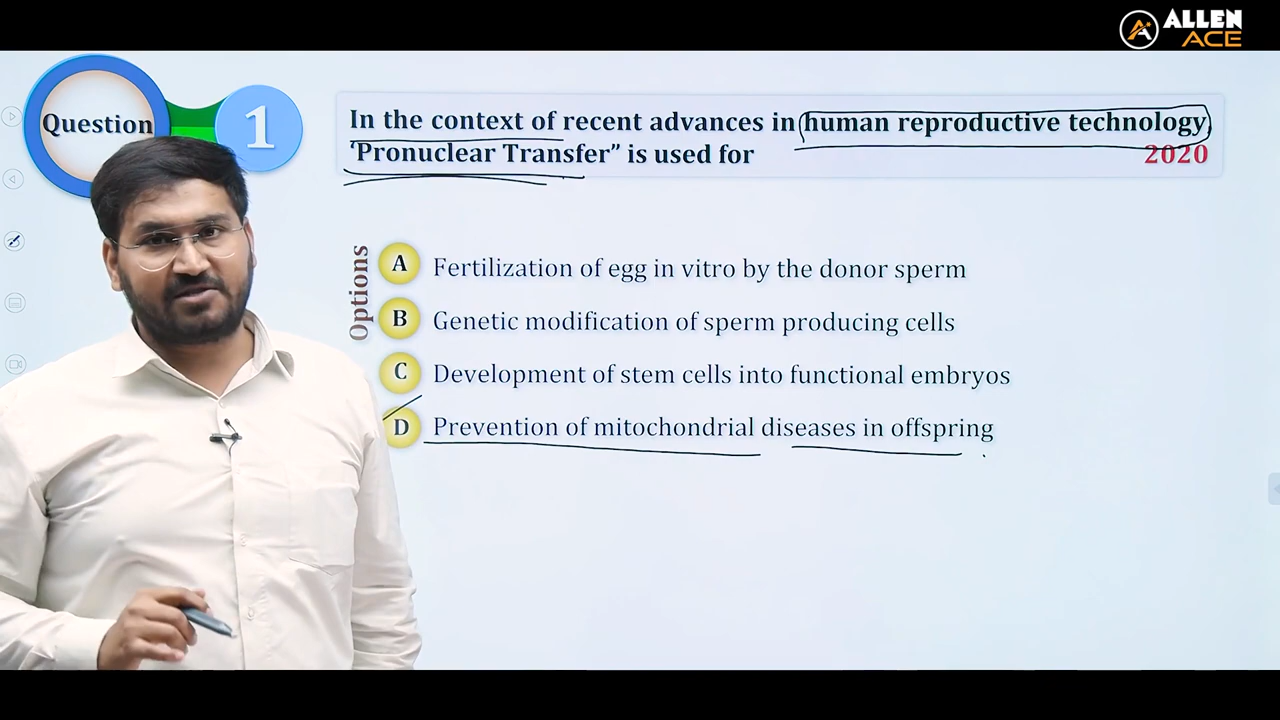 ALLEN
ACE
Question
1
In the context of recent advances in human reproductive technology,
‘Pronuclear Transfer” is used for
2020
Options
A Fertilization of egg in vitro by the donor sperm
B Genetic modification of sperm producing cells
C Development of stem cells into functional embryos
D Prevention of mitochondrial diseases in offspring